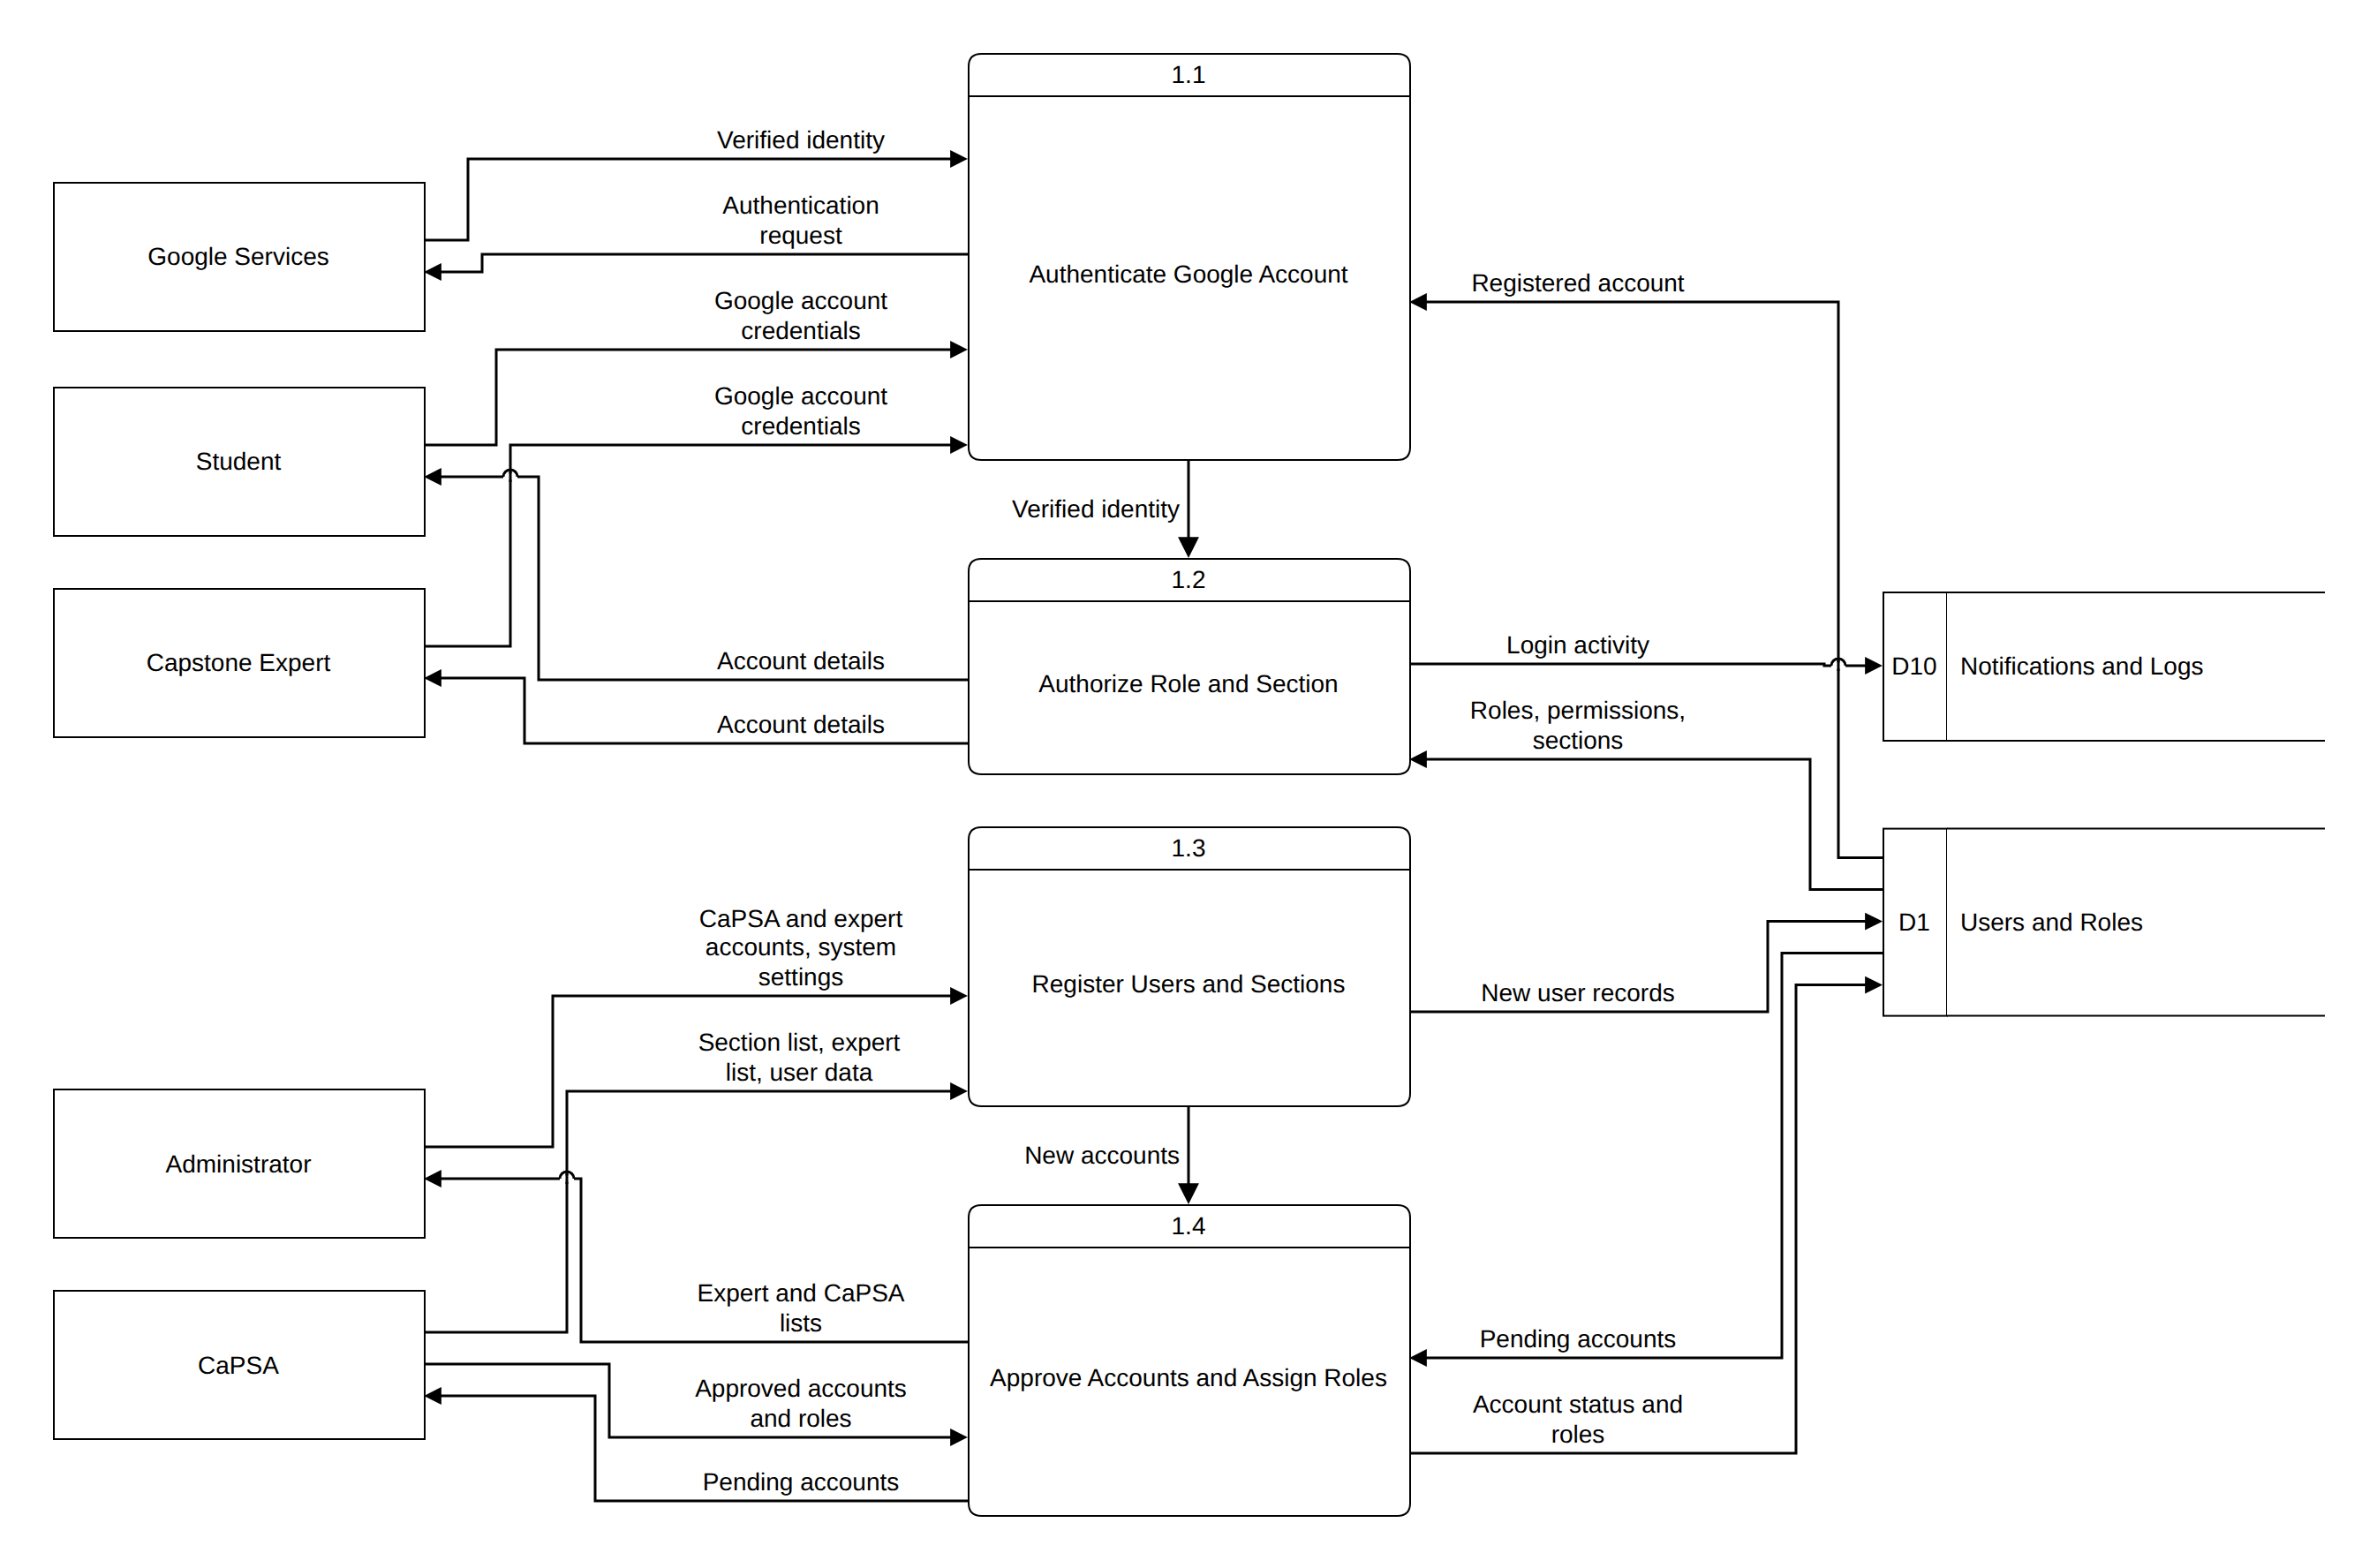 1.1
Verified identity
Authentication
request
Google Services
Authenticate Google Account
Registered account
Google account
credentials
Google account
credentials
Student
Verified identity
1.2
Login activity
D10
Notifications and Logs
Capstone Expert
Account details
Authorize Role and Section
Roles, permissions,
sections
Account details
1.3
CaPSA and expert
accounts, system
settings
D1
Users and Roles
Register Users and Sections
New user records
Section list, expert
list, user data
Administrator
New accounts
1.4
Expert and CaPSA
lists
Pending accounts
CaPSA
Approve Accounts and Assign Roles
Approved accounts
and roles
Account status and
roles
Pending accounts